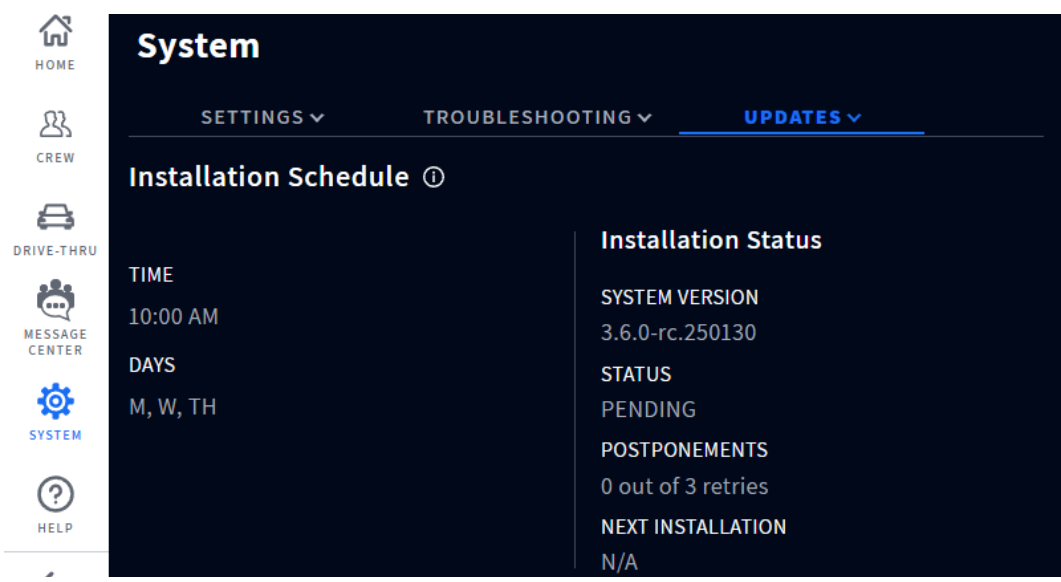 HOME
CREW
DRIVE-THRU
MESSAGE
CENTER
SYSTEM
HELP
System
SETTINGS
TROUBLESHOOTING
UPDATES
Installation Schedule
TIME
10:00 AM
DAYS
M, W, TH
Installation Status
SYSTEM VERSION
3.6.0-rc.250130
STATUS
PENDING
POSTPONEMENTS
0 out of 3 retries
NEXT INSTALLATION
N/A